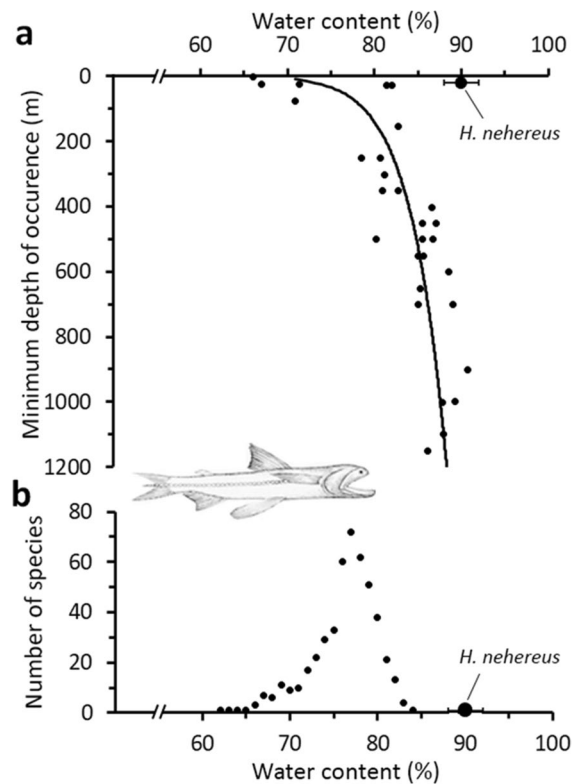 a
Water content (%)
60 70 80 90 100
Minimum depth of occurence (m)
0
200
400
600
800
1000
1200
H. nehereus
b
Number of species
80
60
40
20
0
H. nehereus
60 70 80 90 100
Water content (%)